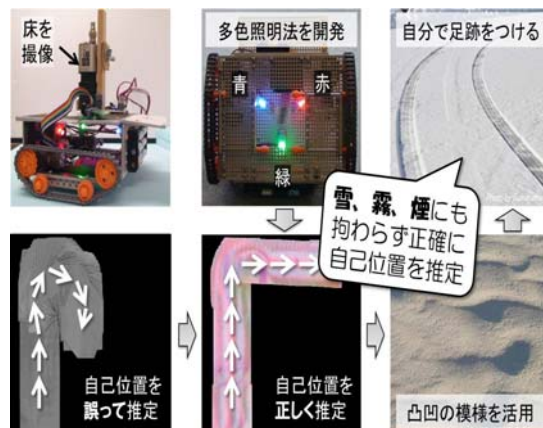 床を
撮像
多色照明法を開発
青
赤
緑
自分で足跡をつける
雪、霧、煙にも
拘わらず正確に
自己位置を推定
自己位置を
誤って推定
自己位置を
正しく推定
凸凹の模様を活用